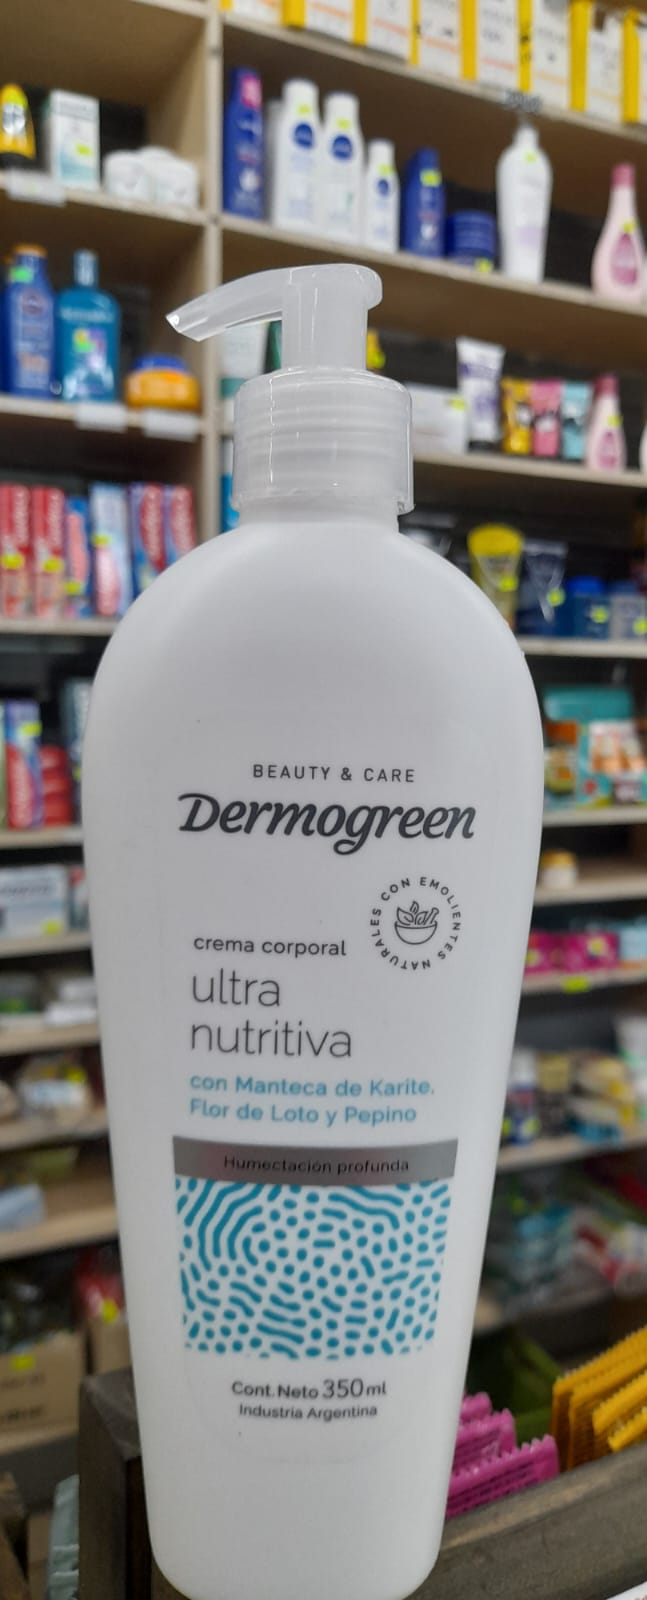 BEAUTY & CARE
Dermogreen
CON EMOLIENTES NATURALES
crema corporal
ultra
nutritiva
con Manteca de Karite,
Flor de Loto y Pepino
Humectación profunda
Cont. Neto 350 ml
Industria Argentina